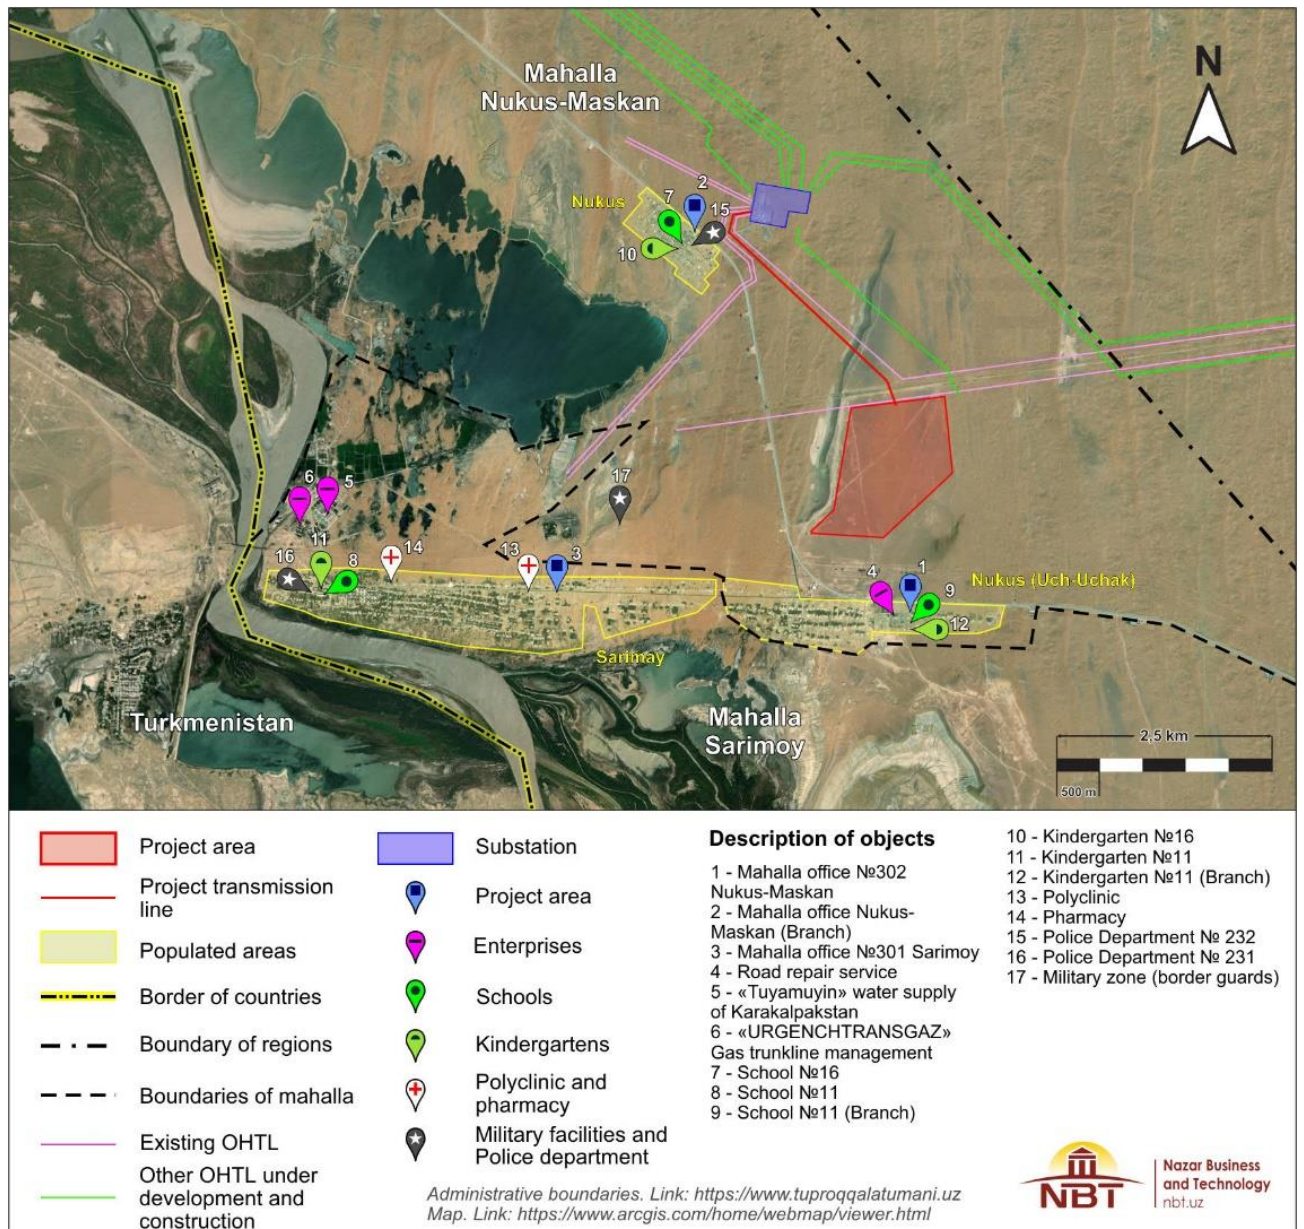 Mahalla
Nukus-Maskan
N
Nukus
7
2
15
10
6
5
17
11
14
16
8
13
3
4
1
9
12
Nukus (Uch-Uchak)
Sarimay
Turkmenistan
Mahalla
Sarimoy
2,5 km
500 m
Project area
Project transmission
line
Populated areas
Border of countries
Boundary of regions
Boundaries of mahalla
Existing OHTL
Other OHTL under
development and
construction
Substation
Project area
Enterprises
Schools
Kindergartens
Polyclinic and
pharmacy
Military facilities and
Police department
Description of objects
1 - Mahalla office №302
Nukus-Maskan
2 - Mahalla office Nukus-
Maskan (Branch)
3 - Mahalla office №301 Sarimoy
4 - Road repair service
5 - «Tuyamuyin» water supply
of Karakalpakstan
6 - «URGENCHTRANSGAZ»
Gas trunkline management
7 - School №16
8 - School №11
9 - School №11 (Branch)
10 - Kindergarten №16
11 - Kindergarten №11
12 - Kindergarten №11 (Branch)
13 - Polyclinic
14 - Pharmacy
15 - Police Department № 232
16 - Police Department № 231
17 - Military zone (border guards)
Administrative boundaries. Link: https://www.tuproqqalatumani.uz
Map. Link: https://www.arcgis.com/home/webmap/viewer.html
NBT
Nazar Business
and Technology
nbt.uz